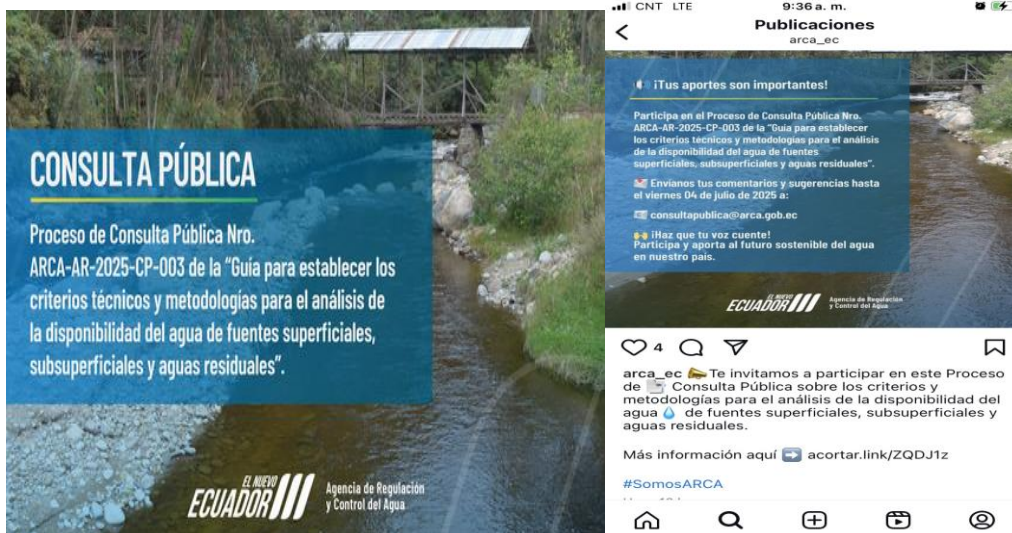 CONSULTA PÚBLICA
Proceso de Consulta Pública Nro.
ARCA-AR-2025-CP-003 de la “Guía para establecer los
criterios técnicos y metodologías para el análisis de
la disponibilidad del agua de fuentes superficiales,
subsuperficiales y aguas residuales”.
EL NUEVO
ECUADOR
Agencia de Regulación
y Control del Agua
CNT LTE
9:36 a. m.
Publicaciones
arca_ec
¡Tus aportes son importantes!
Participa en el Proceso de Consulta Pública Nro.
ARCA-AR-2025-CP-003 de la “Guía para establecer
los criterios técnicos y metodologías para el análisis
de la disponibilidad del agua de fuentes
superficiales, subsuperficiales y aguas residuales”.
Envíanos tus comentarios y sugerencias hasta
el viernes 04 de julio de 2025 a:
consultapublica@arca.gob.ec
¡Haz que tu voz cuente!
Participa y aporta al futuro sostenible del agua
en nuestro país.
EL NUEVO
ECUADOR
Agencia de Regulación
y Control del Agua
4
arca_ec Te invitamos a participar en este Proceso
de Consulta Pública sobre los criterios y
metodologías para el análisis de la disponibilidad del
agua de fuentes superficiales, subsuperficiales y
aguas residuales.
Más información aquí acortar.link/ZQDJ1z
#SomosARCA